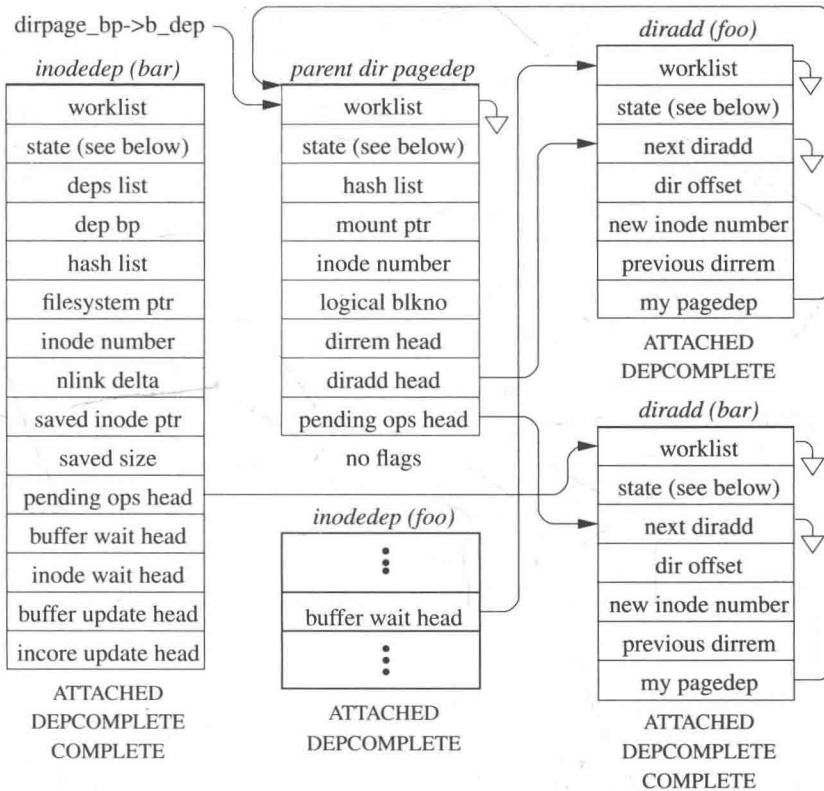 dirpage_bp->b_dep
inodedep (bar)
worklist
state (see below)
deps list
dep bp
hash list
filesystem ptr
inode number
nlink delta
saved inode ptr
saved size
pending ops head
buffer wait head
inode wait head
buffer update head
incore update head
ATTACHED
DEPCOMPLETE
COMPLETE
parent dir pagedep
worklist
state (see below)
hash list
mount ptr
inode number
logical blkno
dirrem head
diradd head
pending ops head
no flags
inodedep (foo)
buffer wait head
ATTACHED
DEPCOMPLETE
diradd (foo)
worklist
state (see below)
next diradd
dir offset
new inode number
previous dirrem
my pagedep
ATTACHED
DEPCOMPLETE
diradd (bar)
worklist
state (see below)
next diradd
dir offset
new inode number
previous dirrem
my pagedep
ATTACHED
DEPCOMPLETE
COMPLETE